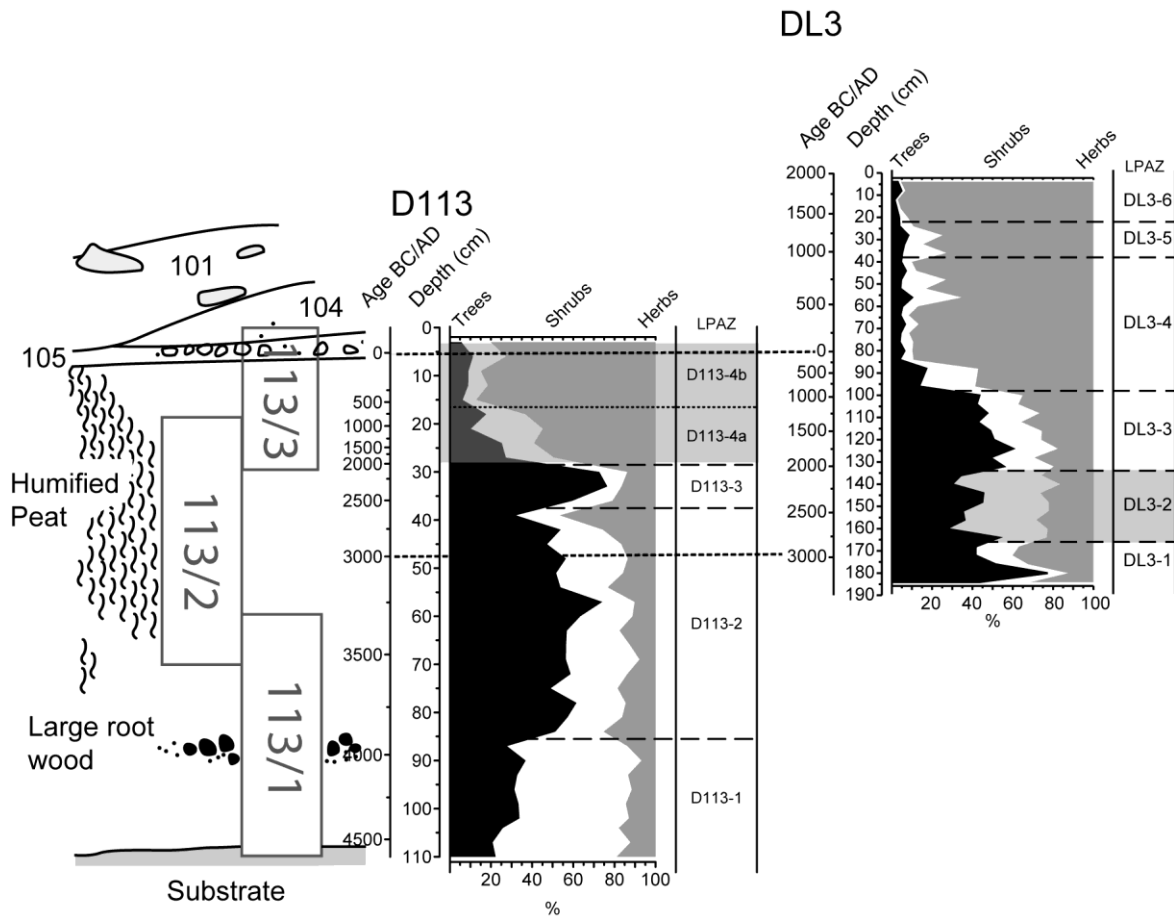 DL3
Age BC/AD
Depth (cm)
Trees
Shrubs
Herbs
LPAZ
2000
1500
1000
500
0
500
1000
1500
2000
2500
3000
0
10
20
30
40
50
60
70
80
90
100
110
120
130
140
150
160
170
180
190
DL3-6
DL3-5
DL3-4
DL3-3
DL3-2
DL3-1
20 40 60 80 100
%
D113
Age BC/AD
Depth (cm)
Trees
Shrubs
Herbs
LPAZ
0
500
1000
1500
2000
2500
3000
3500
4000
4500
0
10
20
30
40
50
60
70
80
90
100
110
D113-4b
D113-4a
D113-3
D113-2
D113-1
20 40 60 80 100
%
101
104
105
113/3
113/2
113/1
Humified
Peat
Large root
wood
Substrate